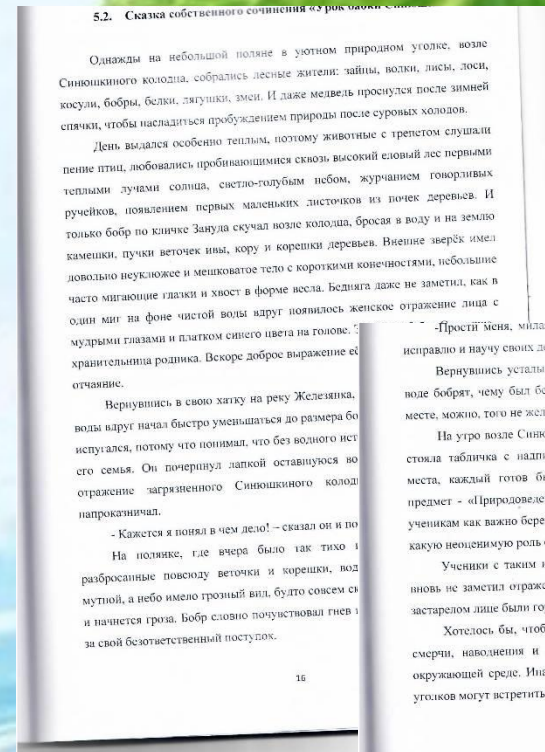 5.2. Сказка собственного сочинения «Урок бабки Синюш
Однажды на небольшой поляне в уютном природном уголке, возле
Синюшкиного колодца, собрались лесные жители: зайцы, волки, лисы, лоси,
косули, бобры, белки, лягушки, змеи. И даже медведь проснулся после зимней
спячки, чтобы насладиться пробуждением природы после суровых холодов.
День выдался особенно теплым, поэтому животные с трепетом слушали
пение птиц, любовались пробивающимися сквозь высокий еловый лес первыми
теплыми лучами солнца, светло-голубым небом, журчанием говорливых
ручейков, появлением первых маленьких листочков из почек деревьев. И
только бобр по кличке Зануда скучал возле колодца, бросая в воду и на землю
камешки, пучки веточек ивы, кору и корешки деревьев. Внешне зверёк имел
довольно неуклюжее и мешковатое тело с короткими конечностями, небольшие
часто мигающие глазки и хвост в форме весла. Бедняга даже не заметил, как в
один миг на фоне чистой воды вдруг появилось женское отражение лица с
мудрыми глазами и платком синего цвета на голове.
хранительница родника. Вскоре доброе выражение её
отчаяние.
Вернувшись в свою хатку на реку Железянка,
воды вдруг начал быстро уменьшаться до размера бо
испугался, потому что понимал, что без водного ист
его семья. Он почерпнул лапкой оставшуюся во
отражение загрязненного Синюшкиного колод
напроказничал.
- Кажется я понял в чем дело! – сказал он и по
На полянке, где вчера было так тихо
разбросанные повсюду веточки и корешки, вод
мутной, а небо имело грозный вид, будто совсем ск
и начнется гроза. Бобр словно почувствовал гнев
за свой безответственный поступок.
16
-Прости меня, мила
исправлю и научу своих д
Вернувшись усталы
воде бобрят, чему был бе
месте, можно, того не жел
На утро возле Синю
стояла табличка с надпи
места, каждый готов б
предмет - «Природоведе
ученикам как важно бере
какую неоценимую роль
Ученики с таким и
вновь не заметил отраже
застарелом лице были го
Хотелось бы, чтоб
смерчи, наводнения и
окружающей среде. Ина
уголков могут встретить